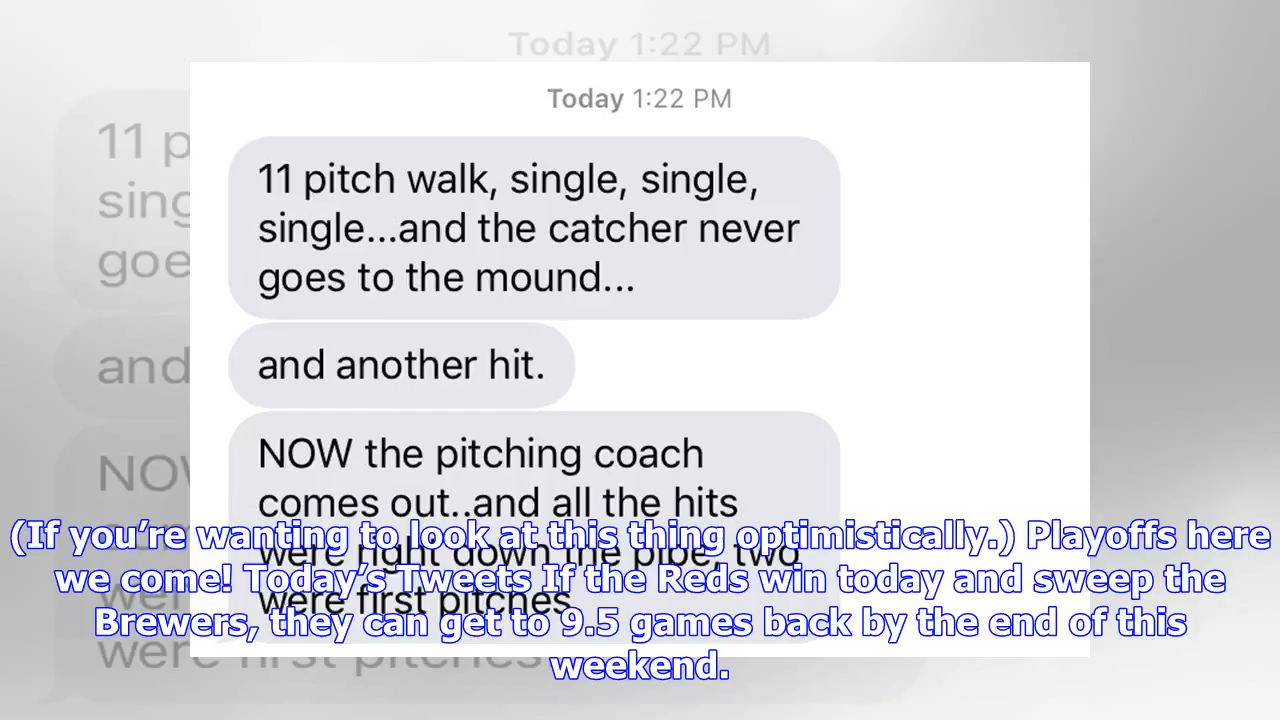 Today 1:22 PM
Today 1:22 PM
11 pitch walk, single, single,
single...and the catcher never
goes to the mound...
and another hit.
NOW the pitching coach
comes out..and all the hits
were right down the pipe, two
were first pitches
(If you’re wanting to look at this thing optimistically.) Playoffs here
we come! Today’s Tweets If the Reds win today and sweep the
Brewers, they can get to 9.5 games back by the end of this
weekend.